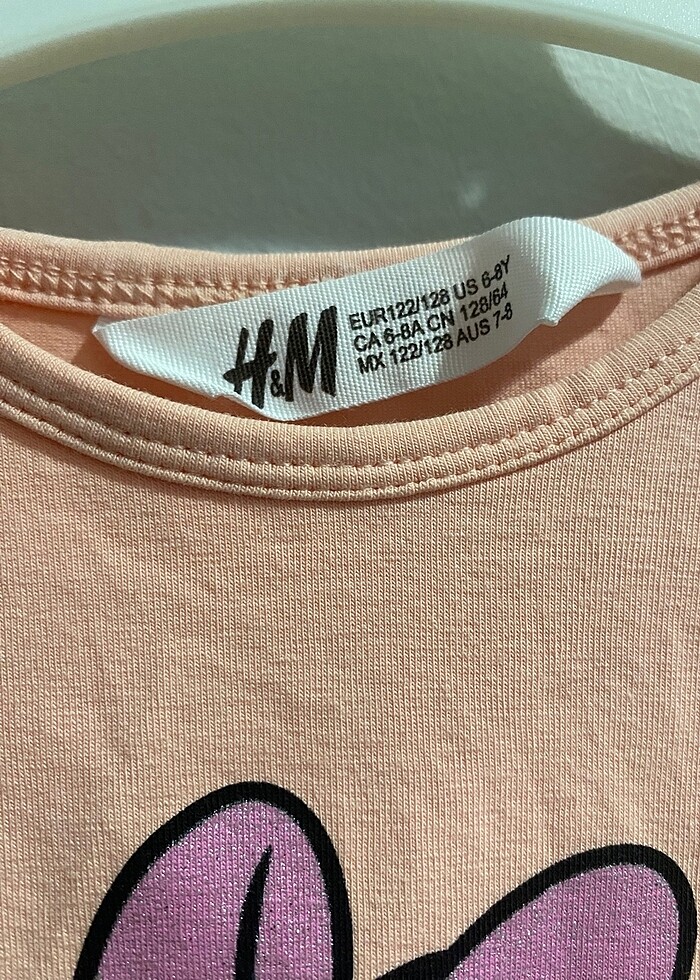 H&M
EUR122/128 US 6-8Y
CA 6-8A CN 128/64
MX 122/128 AUS 7-8